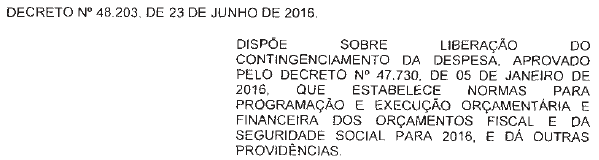 DECRETO Nº 48.203, DE 23 DE JUNHO DE 2016.
DISPÕE SOBRE LIBERAÇÃO DO
CONTINGENCIAMENTO DA DESPESA, APROVADO
PELO DECRETO Nº 47.730, DE 05 DE JANEIRO DE
2016, QUE ESTABELECE NORMAS PARA
PROGRAMAÇÃO E EXECUÇÃO ORÇAMENTÁRIA E
FINANCEIRA DOS ORÇAMENTOS FISCAL E DA
SEGURIDADE SOCIAL PARA 2016, E DÁ OUTRAS
PROVIDÊNCIAS.